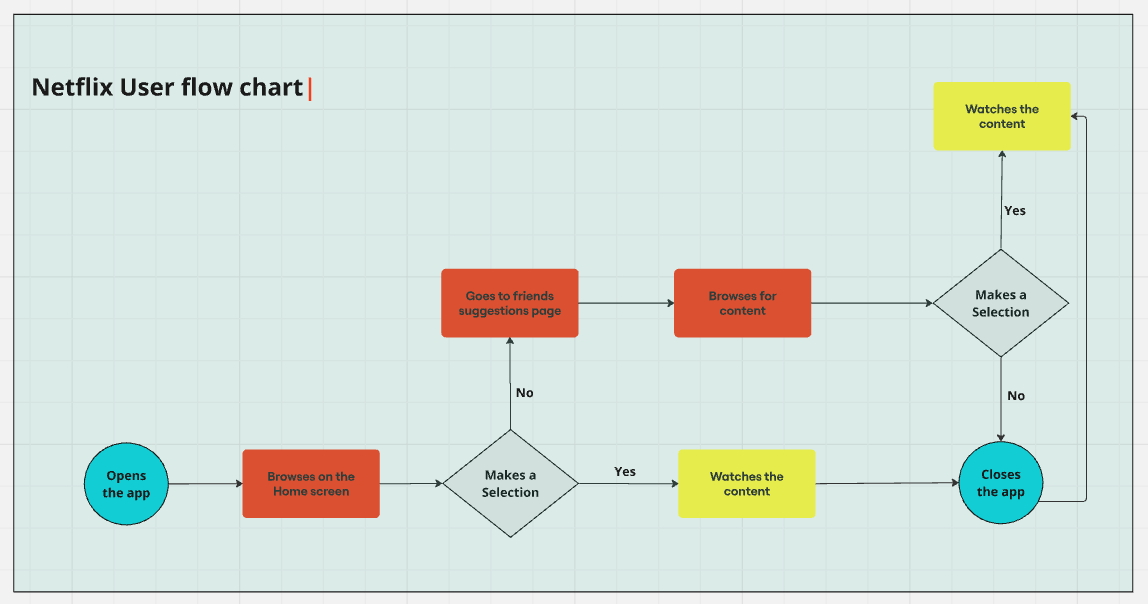 Netflix User flow chart
Watches the
content
Yes
Goes to friends
suggestions page
Browses for
content
Makes a
Selection
No
No
Opens
the app
Browses on the
Home screen
Makes a
Selection
Yes
Watches the
content
Closes
the app